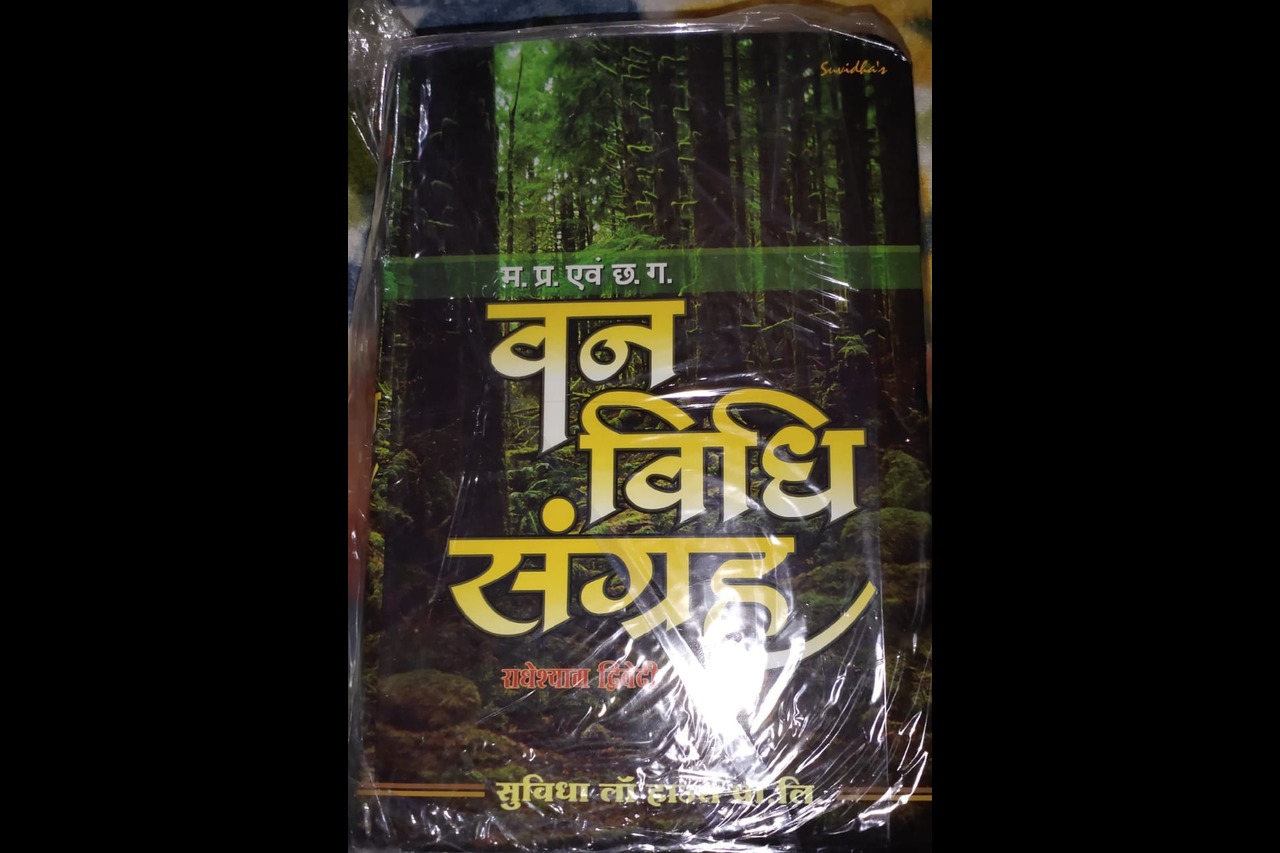 Suvidha's
म. प्र. एवं छ. ग.
वन
विधि
संग्रह
राधेश्याम द्विवेदी
सुविधा लॉ हाउस प्रा लि